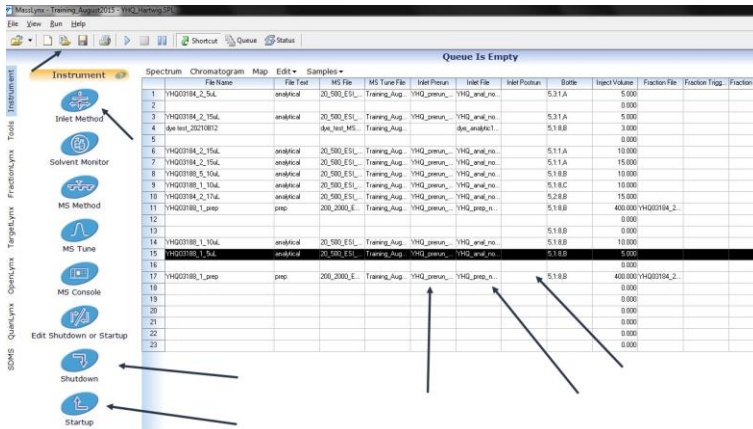 MassLynx - Training_August2015 - YHQ_Hartwig.SPL
File View Run Help
Shortcut Queue Status
Queue Is Empty
Instrument
Spectrum Chromatogram Map Edit Samples
File Name File Text MS File MS Tune File Inlet Prerun Inlet File Inlet Postrun Bottle Inject Volume Fraction File Fraction Trigg... Fraction
1 YHQ03184_2_5uL analytical 20_500_ESI_... Training_Aug... YHQ_prerun_... YHQ_anal_no... 5,3:1,A 5.000
2 0.000
3 YHQ03184_2_15uL analytical 20_500_ESI_... Training_Aug... YHQ_prerun_... YHQ_anal_no... 5,3:1,A 5.000
4 dye test_20210812 dye_test_MS... Training_Aug... dye_analytic1... 5,1:8,B 3.000
5 0.000
6 YHQ03184_2_15uL analytical 20_500_ESI_... Training_Aug... YHQ_prerun_... YHQ_anal_no... 5,1:1,A 10.000
7 YHQ03184_2_15uL analytical 20_500_ESI_... Training_Aug... YHQ_prerun_... YHQ_anal_no... 5,1:1,A 15.000
8 YHQ03188_5_10uL analytical 20_500_ESI_... Training_Aug... YHQ_prerun_... YHQ_anal_no... 5,1:8,B 10.000
9 YHQ03188_1_10uL analytical 20_500_ESI_... Training_Aug... YHQ_prerun_... YHQ_anal_no... 5,1:8,C 10.000
10 YHQ03184_2_17uL analytical 20_500_ESI_... Training_Aug... YHQ_prerun_... YHQ_anal_no... 5,2:8,B 15.000
11 YHQ03188_1_prep prep 200_2000_E... Training_Aug... YHQ_prerun_... YHQ_prep_n... 5,1:8,B 400.000 YHQ03184_2...
12 0.000
13 5,1:8,B 0.000
14 YHQ03188_1_10uL analytical 20_500_ESI_... Training_Aug... YHQ_prerun_... YHQ_anal_no... 5,1:8,B 10.000
15 YHQ03188_1_5uL analytical 20_500_ESI_... Training_Aug... YHQ_prerun_... YHQ_anal_no... 5,1:8,B 5.000
16 0.000
17 YHQ03188_1_prep prep 200_2000_E... Training_Aug... YHQ_prerun_... YHQ_prep_n... 5,1:8,B 400.000 YHQ03184_2...
18 0.000
19 0.000
20 0.000
21 0.000
22 0.000
23 0.000
Inlet Method
Solvent Monitor
MS Method
MS Tune
MS Console
Edit Shutdown or Startup
Shutdown
Startup
Instrument
Tools
FractionLynx
TargetLynx
OpenLynx
QuanLynx
SDMS